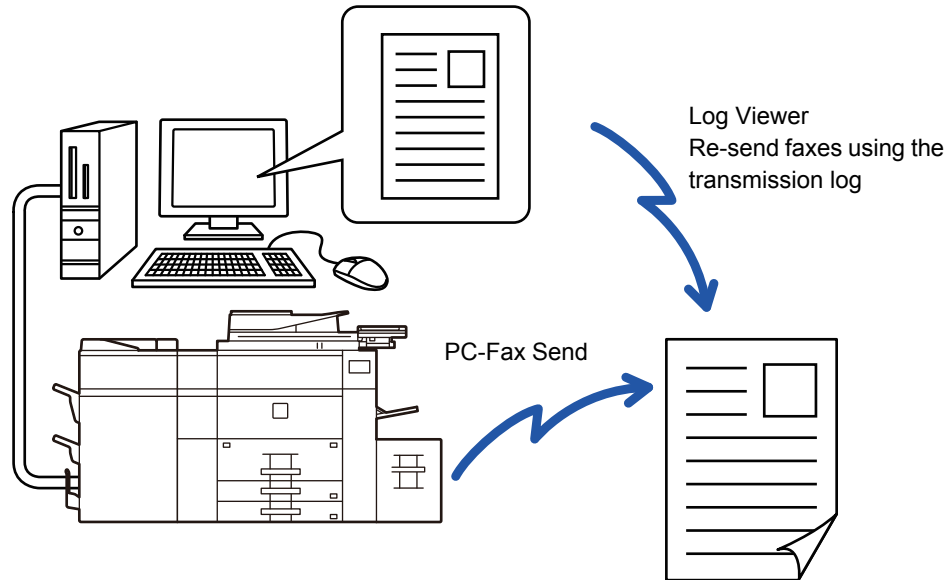 Log Viewer
Re-send faxes using the
transmission log
PC-Fax Send